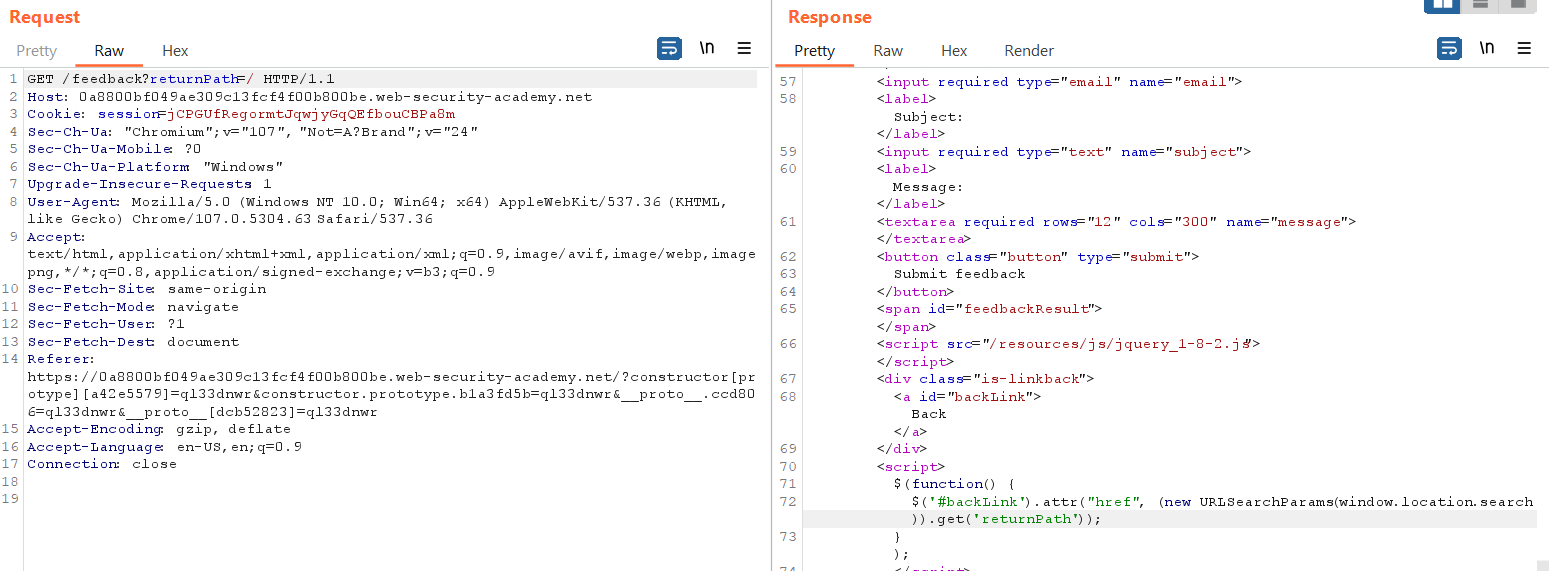 Request
Pretty Raw Hex
\n
1 GET /feedback?returnPath=/ HTTP/1.1
2 Host: 0a8800bf049ae309c13fcf4f00b800be.web-security-academy.net
3 Cookie: session=jCPGUfRegormtJqwjyGqQEfbouCBPa8m
4 Sec-Ch-Ua: "Chromium";v="107", "Not=A?Brand";v="24"
5 Sec-Ch-Ua-Mobile: ?0
6 Sec-Ch-Ua-Platform: "Windows"
7 Upgrade-Insecure-Requests: 1
8 User-Agent: Mozilla/5.0 (Windows NT 10.0; Win64; x64) AppleWebKit/537.36 (KHTML,
like Gecko) Chrome/107.0.5304.63 Safari/537.36
9 Accept:
text/html,application/xhtml+xml,application/xml;q=0.9,image/avif,image/webp,image
png,*/*;q=0.8,application/signed-exchange;v=b3;q=0.9
10 Sec-Fetch-Site: same-origin
11 Sec-Fetch-Mode: navigate
12 Sec-Fetch-User: ?1
13 Sec-Fetch-Dest: document
14 Referer:
https://0a8800bf049ae309c13fcf4f00b800be.web-security-academy.net/?constructor[pr
otype][a42e5579]=ql33dnwr&constructor.prototype.b1a3fd5b=ql33dnwr&__proto__.ccd80
6=ql33dnwr&__proto__[dcb52823]=ql33dnwr
15 Accept-Encoding: gzip, deflate
16 Accept-Language: en-US,en;q=0.9
17 Connection: close
18
19
Response
Pretty Raw Hex Render
\n
57 <input required type="email" name="email">
58 <label>
Subject:
</label>
59 <input required type="text" name="subject">
60 <label>
Message:
</label>
61 <textarea required rows="12" cols="300" name="message">
</textarea>
62 <button class="button" type="submit">
63 Submit feedback
64 </button>
65 <span id="feedbackResult">
</span>
66 <script src="/resources/js/jquery_1-8-2.js">
</script>
67 <div class="is-linkback">
68 <a id="backLink">
Back
</a>
69 </div>
70 <script>
71 $(function() {
72 $('#backLink').attr("href", (new URLSearchParams(window.location.search
)).get('returnPath'));
73 }
);
74 </script>